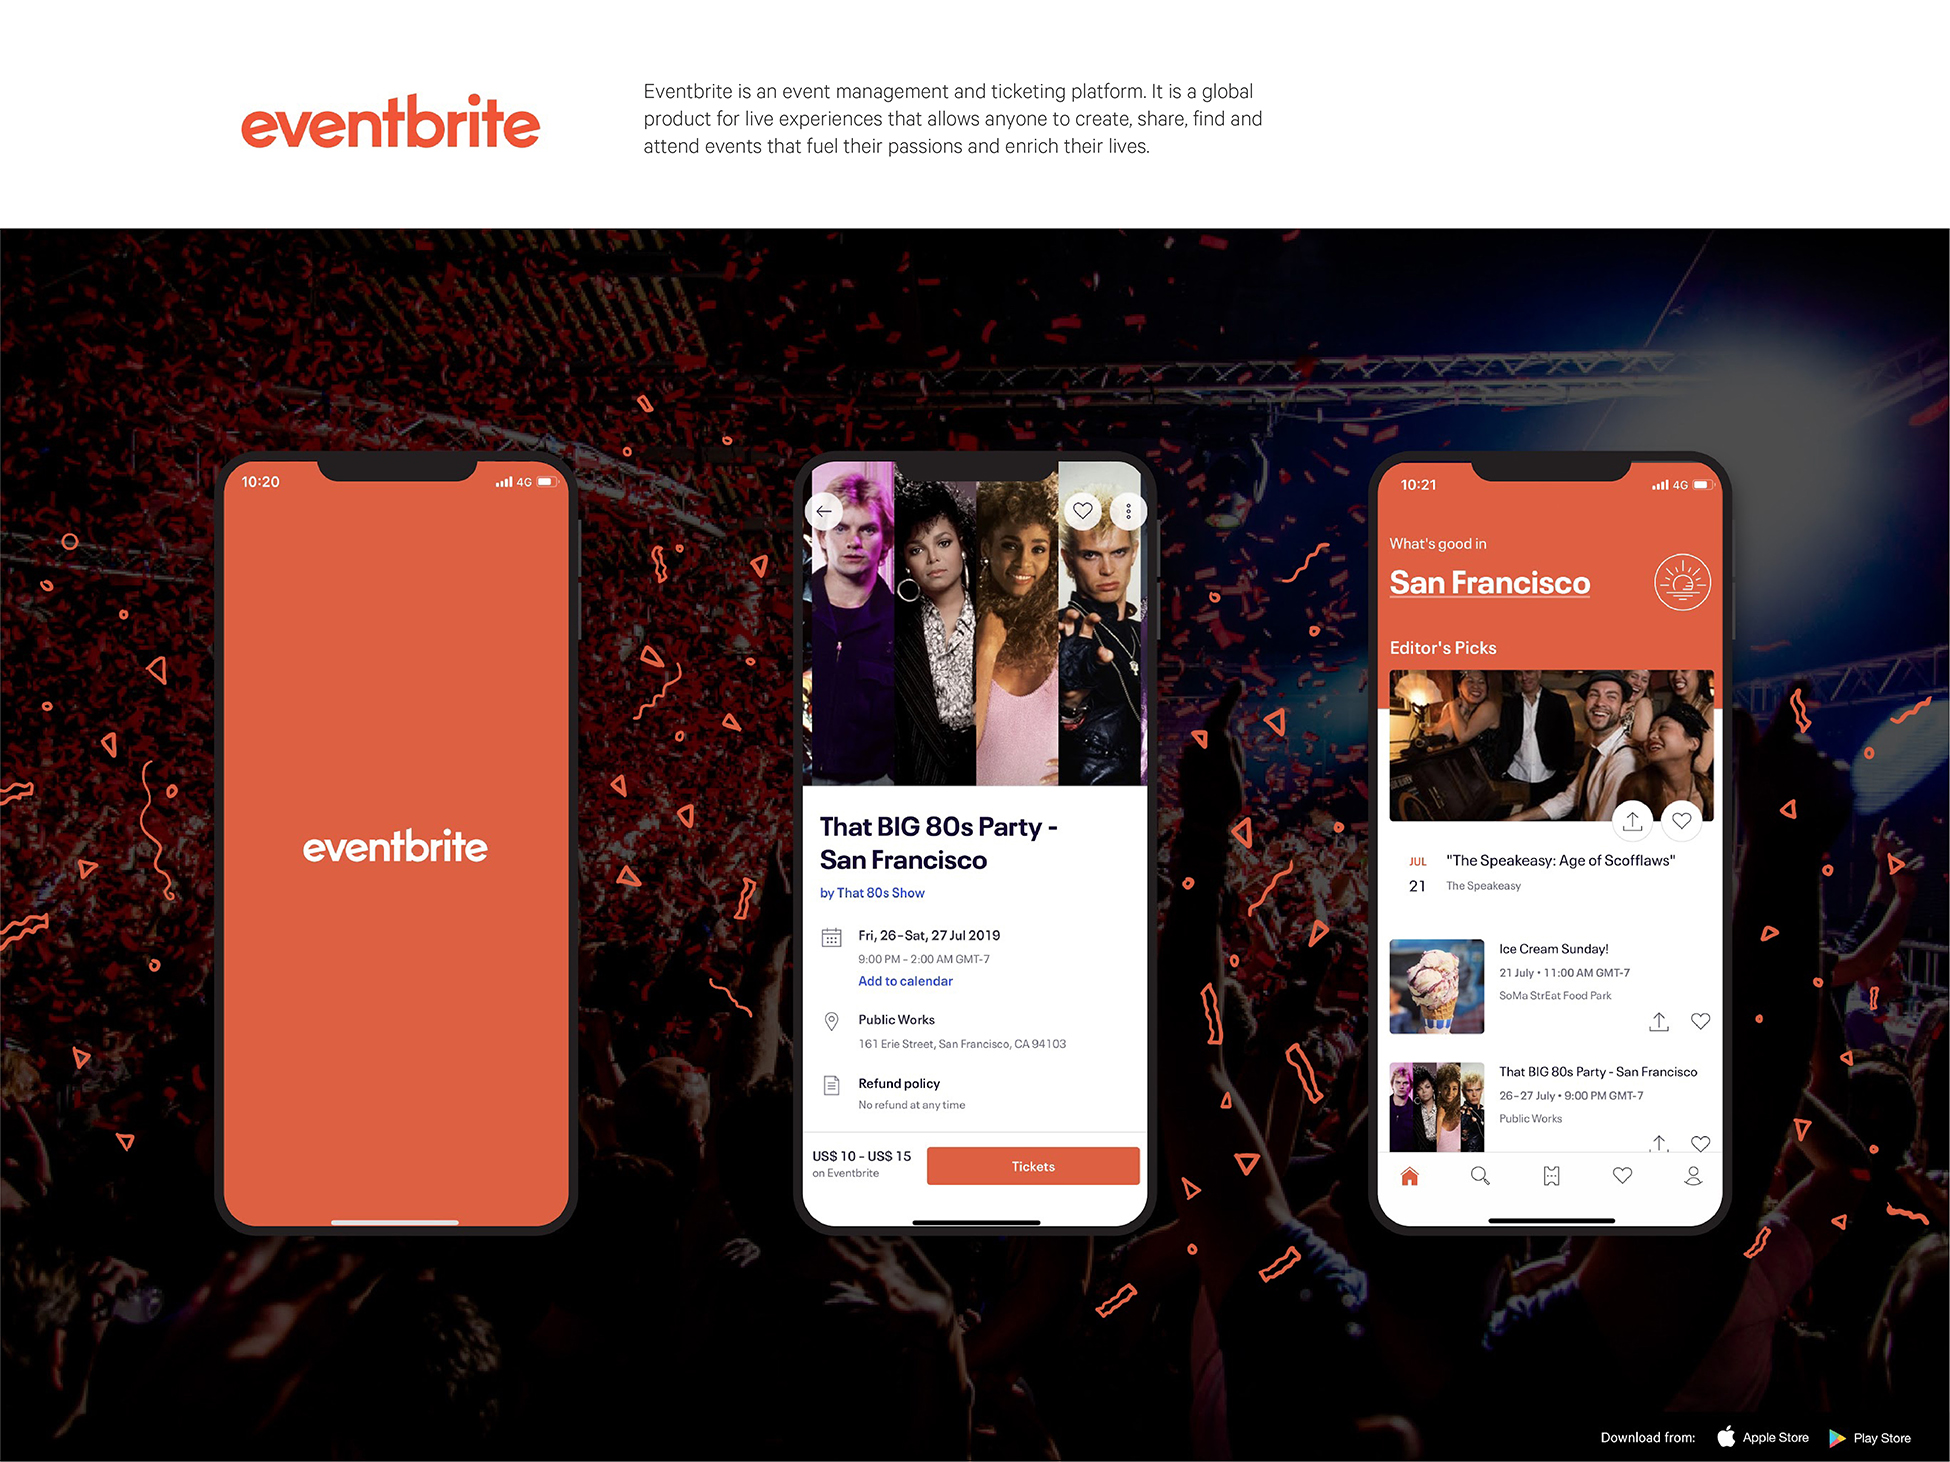 eventbrite
Eventbrite is an event management and ticketing platform. It is a global
product for live experiences that allows anyone to create, share, find and
attend events that fuel their passions and enrich their lives.
10:20
4G
eventbrite
That BIG 80s Party -
San Francisco
by That 80s Show
Fri, 26–Sat, 27 Jul 2019
9:00 PM – 2:00 AM GMT-7
Add to calendar
Public Works
161 Erie Street, San Francisco, CA 94103
Refund policy
No refund at any time
US$ 10 - US$ 15
on Eventbrite
Tickets
10:21
4G
What's good in
San Francisco
Editor's Picks
JUL
21
"The Speakeasy: Age of Scofflaws"
The Speakeasy
Ice Cream Sunday!
21 July • 11:00 AM GMT-7
SoMa StrEat Food Park
That BIG 80s Party - San Francisco
26–27 July • 9:00 PM GMT-7
Public Works
Download from:
Apple Store
Play Store